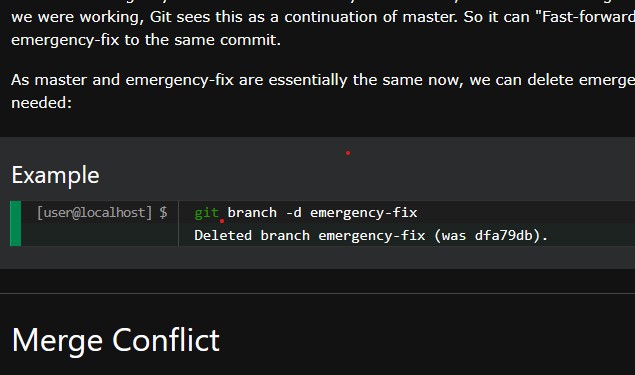 we were working, Git sees this as a continuation of master. So it can "Fast-forward
emergency-fix to the same commit.
As master and emergency-fix are essentially the same now, we can delete emerge
needed:
Example
[user@localhost] $ git branch -d emergency-fix
Deleted branch emergency-fix (was dfa79db).
Merge Conflict